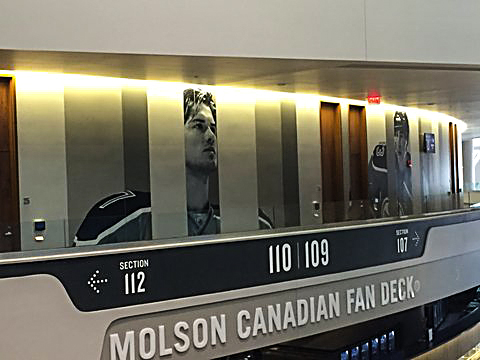 SECTION
112
110 | 109
SECTION
107
MOLSON CANADIAN FAN DECK